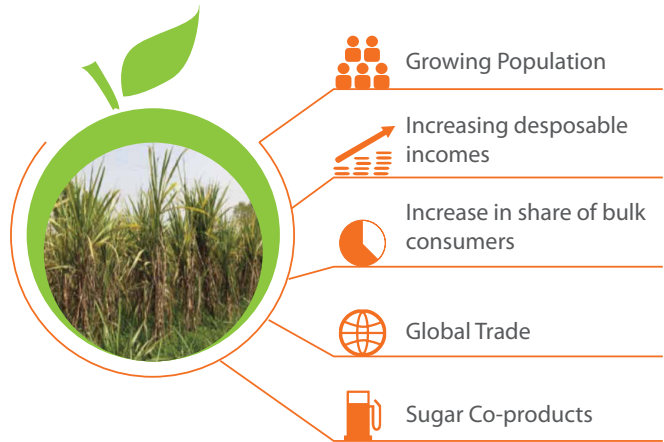 Growing Population
Increasing desposable
incomes
Increase in share of bulk
consumers
Global Trade
Sugar Co-products